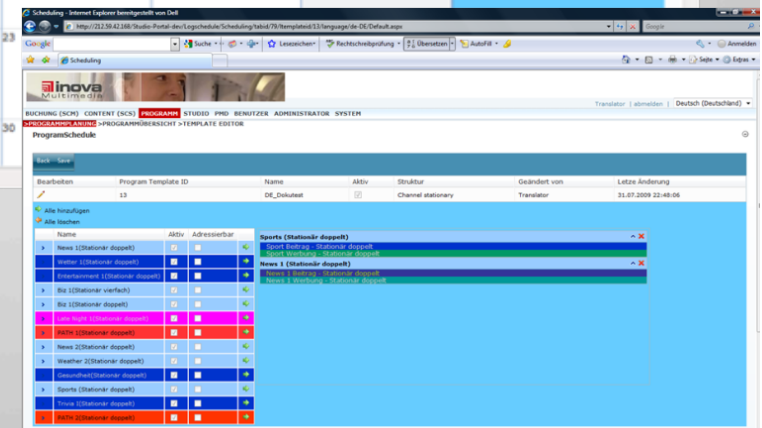 Scheduling - Internet Explorer bereitgestellt von Dell
http://212.59.42.168/Studio-Portal-dev/Logschedule/Scheduling/tabid/79/Itemplateid/13/language/de-DE/Default.aspx
Google
23
Google Suche Lesezeichen Rechtschreibprüfung Übersetzen AutoFill Anmelden
Scheduling Seite Extras
inova
Multimedia
Translator | abmelden | Deutsch (Deutschland)
BUCHUNG (SCM) CONTENT (SCS) PROGRAMM STUDIO PMD BENUTZER ADMINISTRATOR SYSTEM
>PROGRAMMPLANUNG >PROGRAMMÜBERSICHT >TEMPLATE EDITOR
30
ProgramSchedule
Back Save
Bearbeiten Program Template ID Name Aktiv Struktur Geändert von Letze Änderung
13 DE_Dokutest Channel stationary Translator 31.07.2009 22:48:06
Alle hinzufügen
Alle löschen
Name Aktiv Adressierbar
News 1(Stationär doppelt)
Wetter 1(Stationär doppelt)
Entertainment 1(Stationär doppelt)
Biz 1(Stationär vierfach)
Biz 1(Stationär doppelt)
Late Night 1(Stationär doppelt)
PATH 1(Stationär doppelt)
News 2(Stationär doppelt)
Weather 2(Stationär doppelt)
Gesundheit(Stationär doppelt)
Sports (Stationär doppelt)
Trivia 1(Stationär doppelt)
PATH 2(Stationär doppelt)
Sports (Stationär doppelt)
Sport Beitrag - Stationär doppelt
Sport Werbung - Stationär doppelt
News 1 (Stationär doppelt)
News 1 Beitrag - Stationär doppelt
News 1 Werbung - Stationär doppelt